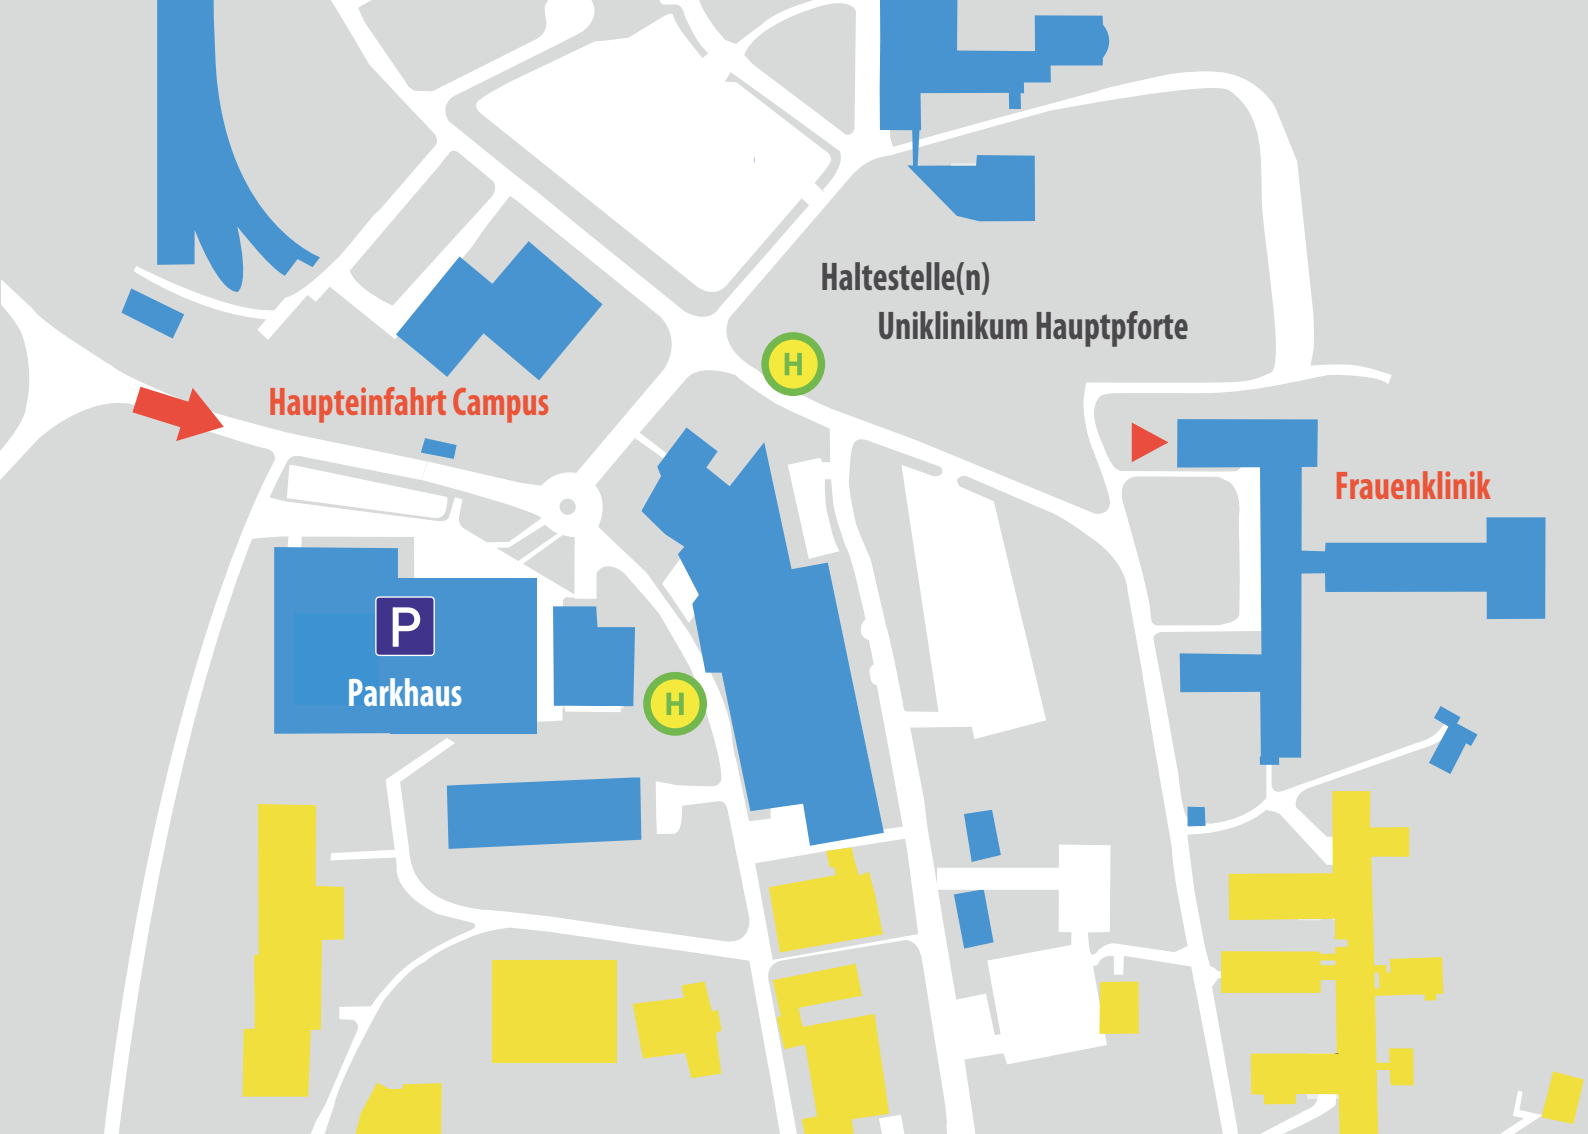 Haltestelle(n)
Uniklinikum Hauptpforte
H
Haupteinfahrt Campus
Frauenklinik
P
Parkhaus
H